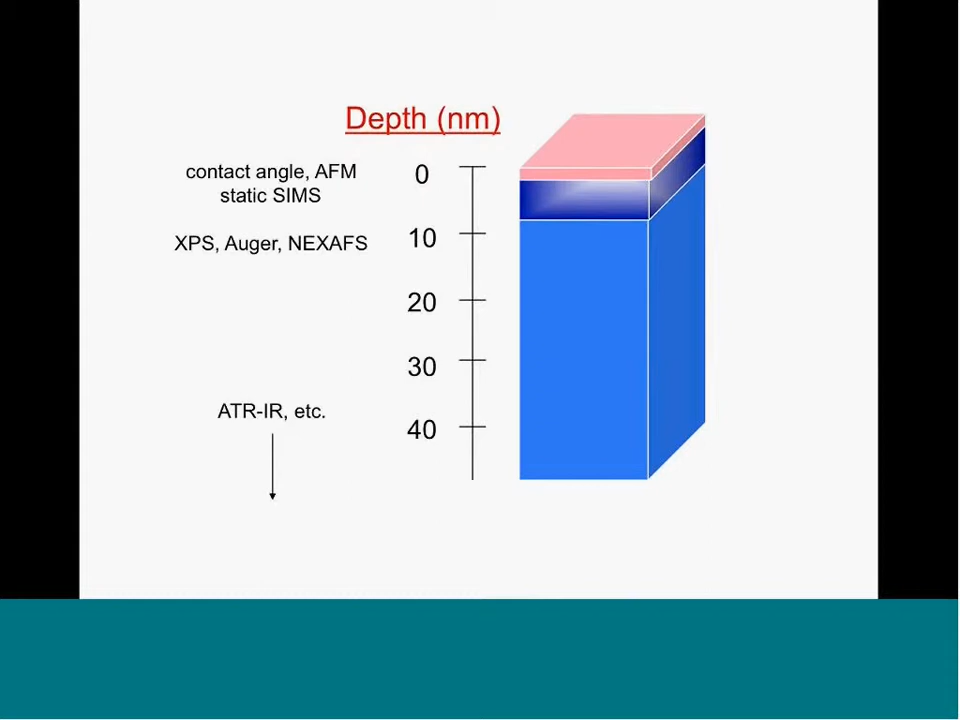 Depth (nm)
contact angle, AFM
static SIMS
0
XPS, Auger, NEXAFS
10
20
30
ATR-IR, etc.
40